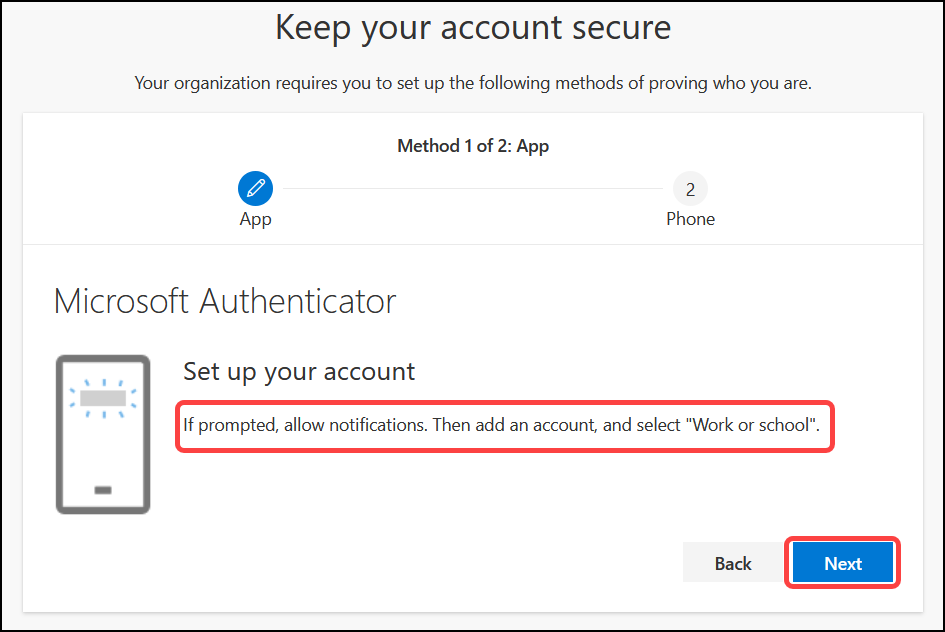 Keep your account secure
Your organization requires you to set up the following methods of proving who you are.
Method 1 of 2: App
2
App
Phone
Microsoft Authenticator
Set up your account
If prompted, allow notifications. Then add an account, and select "Work or school".
Back
Next